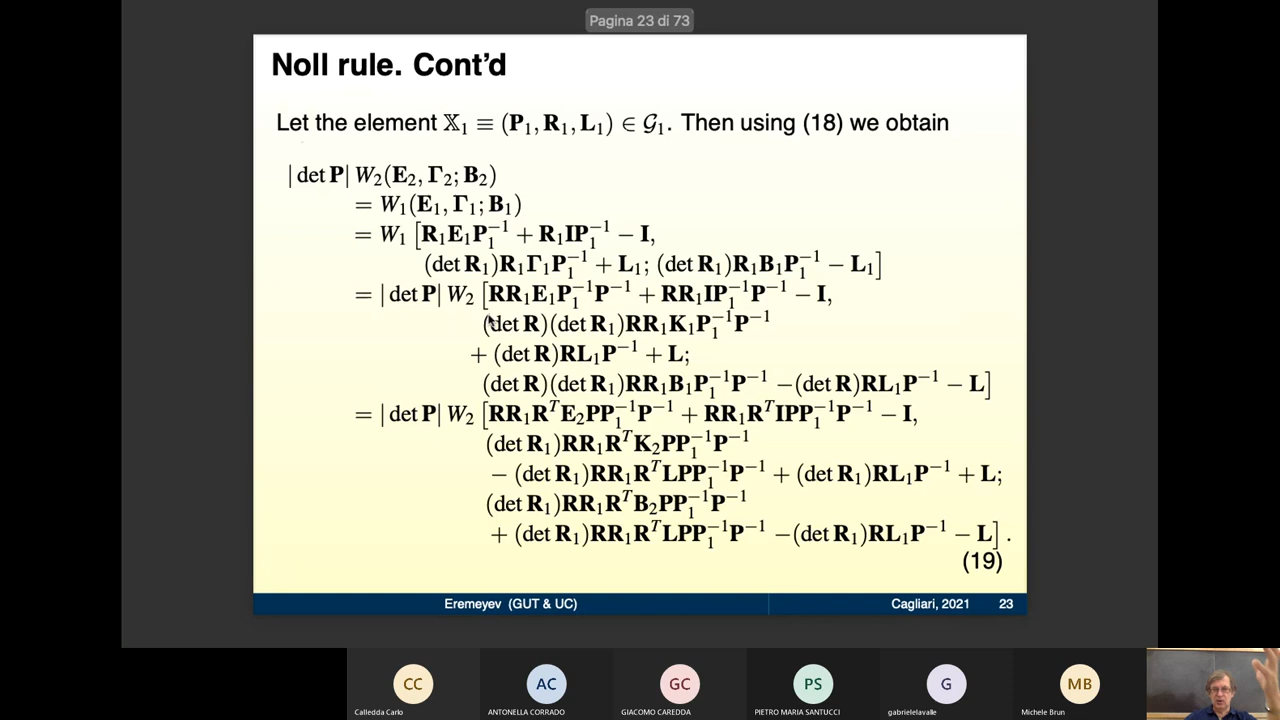 Pagina 23 di 73
Noll rule. Cont'd
Let the element 𝕏₁ ≡ (P₁, R₁, L₁) ∈ 𝒢₁. Then using (18) we obtain
| det P| W₂(E₂, Γ₂; B₂)
= W₁(E₁, Γ₁; B₁)
= W₁ [R₁E₁P₁⁻¹ + R₁IP₁⁻¹ − I,
(det R₁)R₁Γ₁P₁⁻¹ + L₁; (det R₁)R₁B₁P₁⁻¹ − L₁]
= | det P| W₂ [RR₁E₁P₁⁻¹P⁻¹ + RR₁IP₁⁻¹P⁻¹ − I,
(det R)(det R₁)RR₁K₁P₁⁻¹P⁻¹
+ (det R)RL₁P⁻¹ + L;
(det R)(det R₁)RR₁B₁P₁⁻¹P⁻¹ −(det R)RL₁P⁻¹ − L]
= | det P| W₂ [RR₁RᵀE₂PP₁⁻¹P⁻¹ + RR₁RᵀIPP₁⁻¹P⁻¹ − I,
(det R₁)RR₁RᵀK₂PP₁⁻¹P⁻¹
− (det R₁)RR₁RᵀLPP₁⁻¹P⁻¹ + (det R₁)RL₁P⁻¹ + L;
(det R₁)RR₁RᵀB₂PP₁⁻¹P⁻¹
+ (det R₁)RR₁RᵀLPP₁⁻¹P⁻¹ −(det R₁)RL₁P⁻¹ − L] .
(19)
Eremeyev (GUT & UC) Cagliari, 2021 23
CC AC GC PS G MB
Calledda Carlo ANTONELLA CORRADO GIACOMO CAREDDA PIETRO MARIA SANTUCCI gabrielelavalle Michele Brun